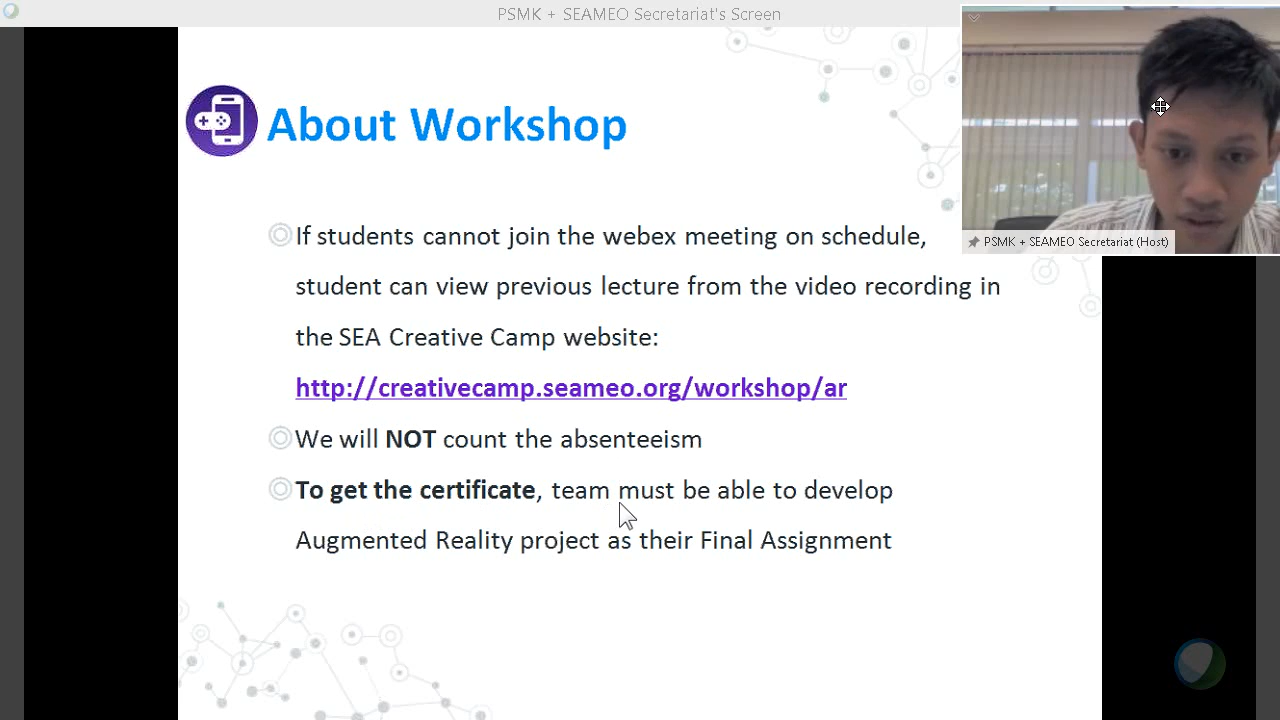 PSMK + SEAMEO Secretariat's Screen
About Workshop
If students cannot join the webex meeting on schedule,
student can view previous lecture from the video recording in
the SEA Creative Camp website:
http://creativecamp.seameo.org/workshop/ar
We will NOT count the absenteeism
To get the certificate, team must be able to develop
Augmented Reality project as their Final Assignment
PSMK + SEAMEO Secretariat (Host)